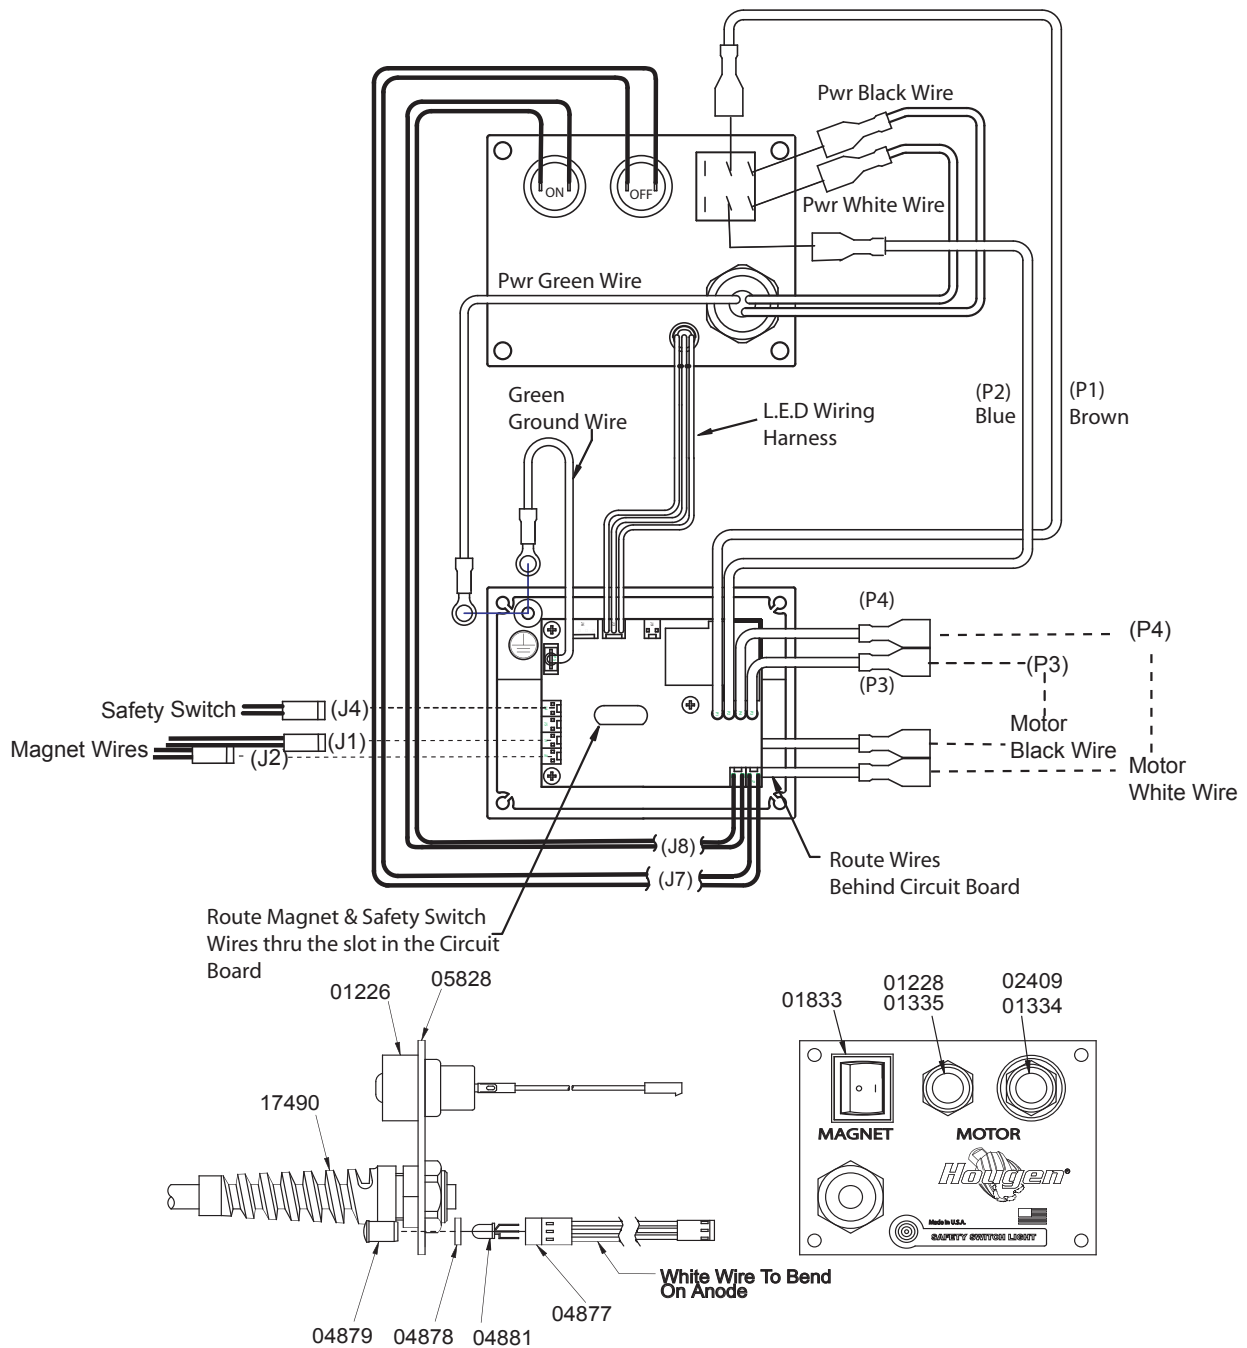 Pwr Black Wire
ON
OFF
Pwr White Wire
Pwr Green Wire
Green
Ground Wire
L.E.D Wiring
Harness
(P2)
Blue
(P1)
Brown
(P4)
(P4)
(P3)
(P3)
Safety Switch
(J4)
Magnet Wires
(J1)
(J2)
Motor
Black Wire
Motor
White Wire
(J8)
(J7)
Route Wires
Behind Circuit Board
Route Magnet & Safety Switch
Wires thru the slot in the Circuit
Board
01226
05828
17490
04879
04878
04881
04877
White Wire To Bend
On Anode
01833
01228
01335
02409
01334
MAGNET
MOTOR
Hougen®
Made in U.S.A.
SAFETY SWITCH LIGHT